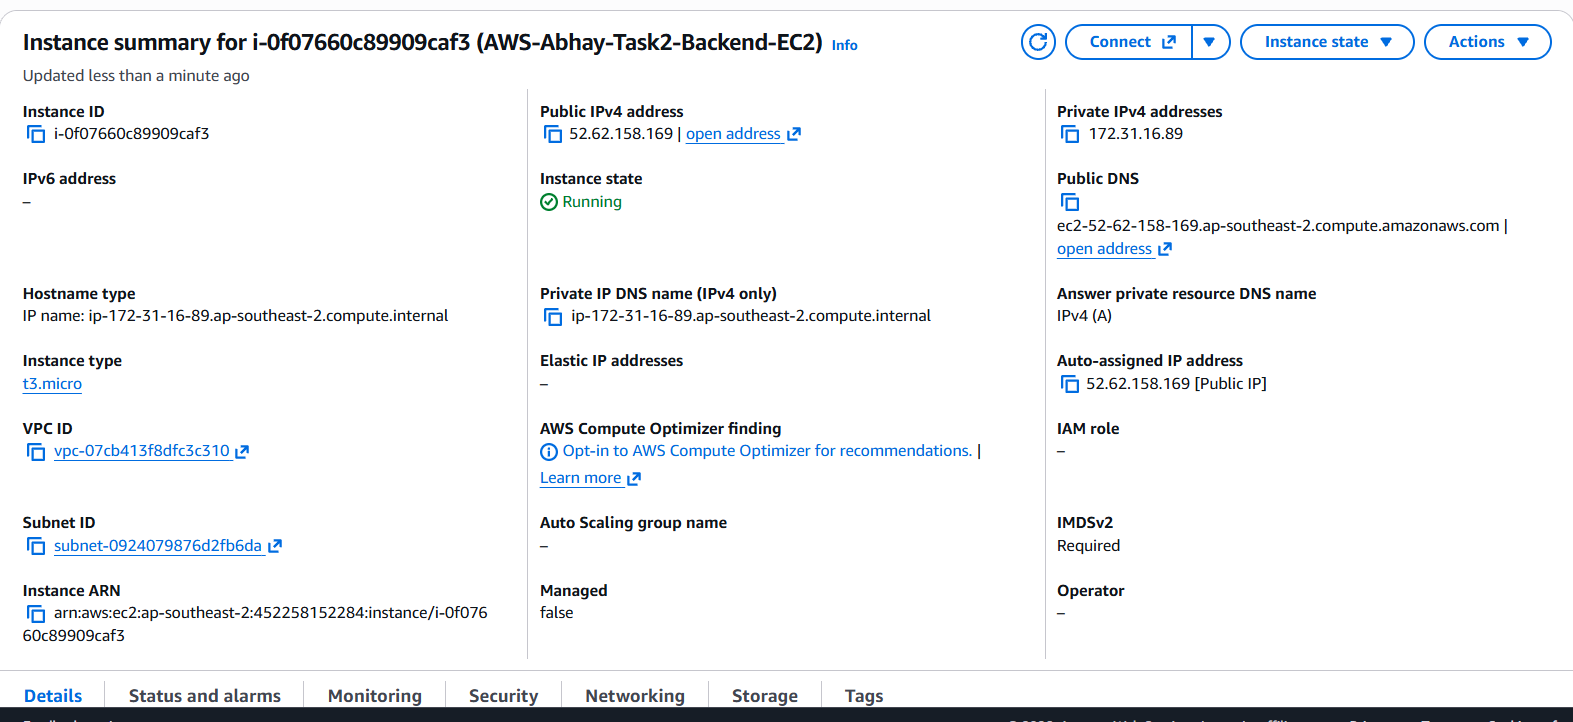 Instance summary for i-0f07660c89909caf3 (AWS-Abhay-Task2-Backend-EC2) Info
Connect
Instance state
Actions
Updated less than a minute ago
Instance ID
i-0f07660c89909caf3
Public IPv4 address
52.62.158.169 | open address
Private IPv4 addresses
172.31.16.89
IPv6 address
–
Instance state
Running
Public DNS
ec2-52-62-158-169.ap-southeast-2.compute.amazonaws.com |
open address
Hostname type
IP name: ip-172-31-16-89.ap-southeast-2.compute.internal
Private IP DNS name (IPv4 only)
ip-172-31-16-89.ap-southeast-2.compute.internal
Answer private resource DNS name
IPv4 (A)
Instance type
t3.micro
Elastic IP addresses
–
Auto-assigned IP address
52.62.158.169 [Public IP]
VPC ID
vpc-07cb413f8dfc3c310
AWS Compute Optimizer finding
Opt-in to AWS Compute Optimizer for recommendations. |
Learn more
IAM role
–
Subnet ID
subnet-0924079876d2fb6da
Auto Scaling group name
–
IMDSv2
Required
Instance ARN
arn:aws:ec2:ap-southeast-2:452258152284:instance/i-0f076
60c89909caf3
Managed
false
Operator
–
Details
Status and alarms
Monitoring
Security
Networking
Storage
Tags